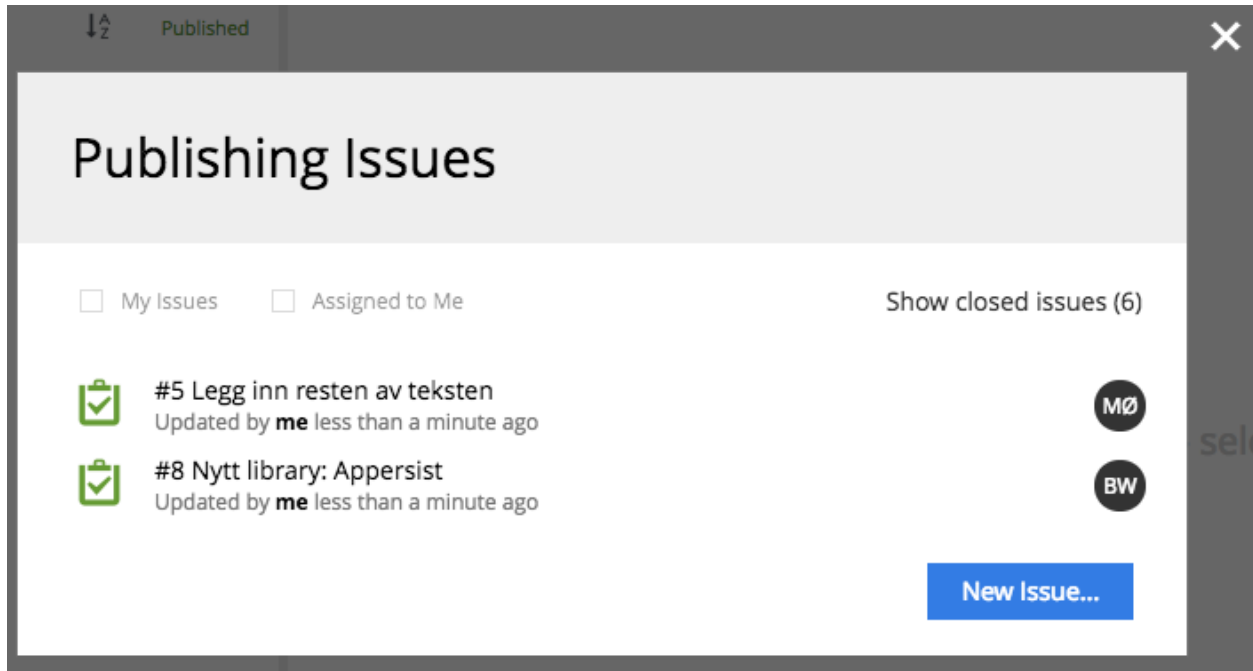 Published
Publishing Issues
My Issues Assigned to Me Show closed issues (6)
#5 Legg inn resten av teksten
Updated by me less than a minute ago
MØ
#8 Nytt library: Appersist
Updated by me less than a minute ago
BW
New Issue...